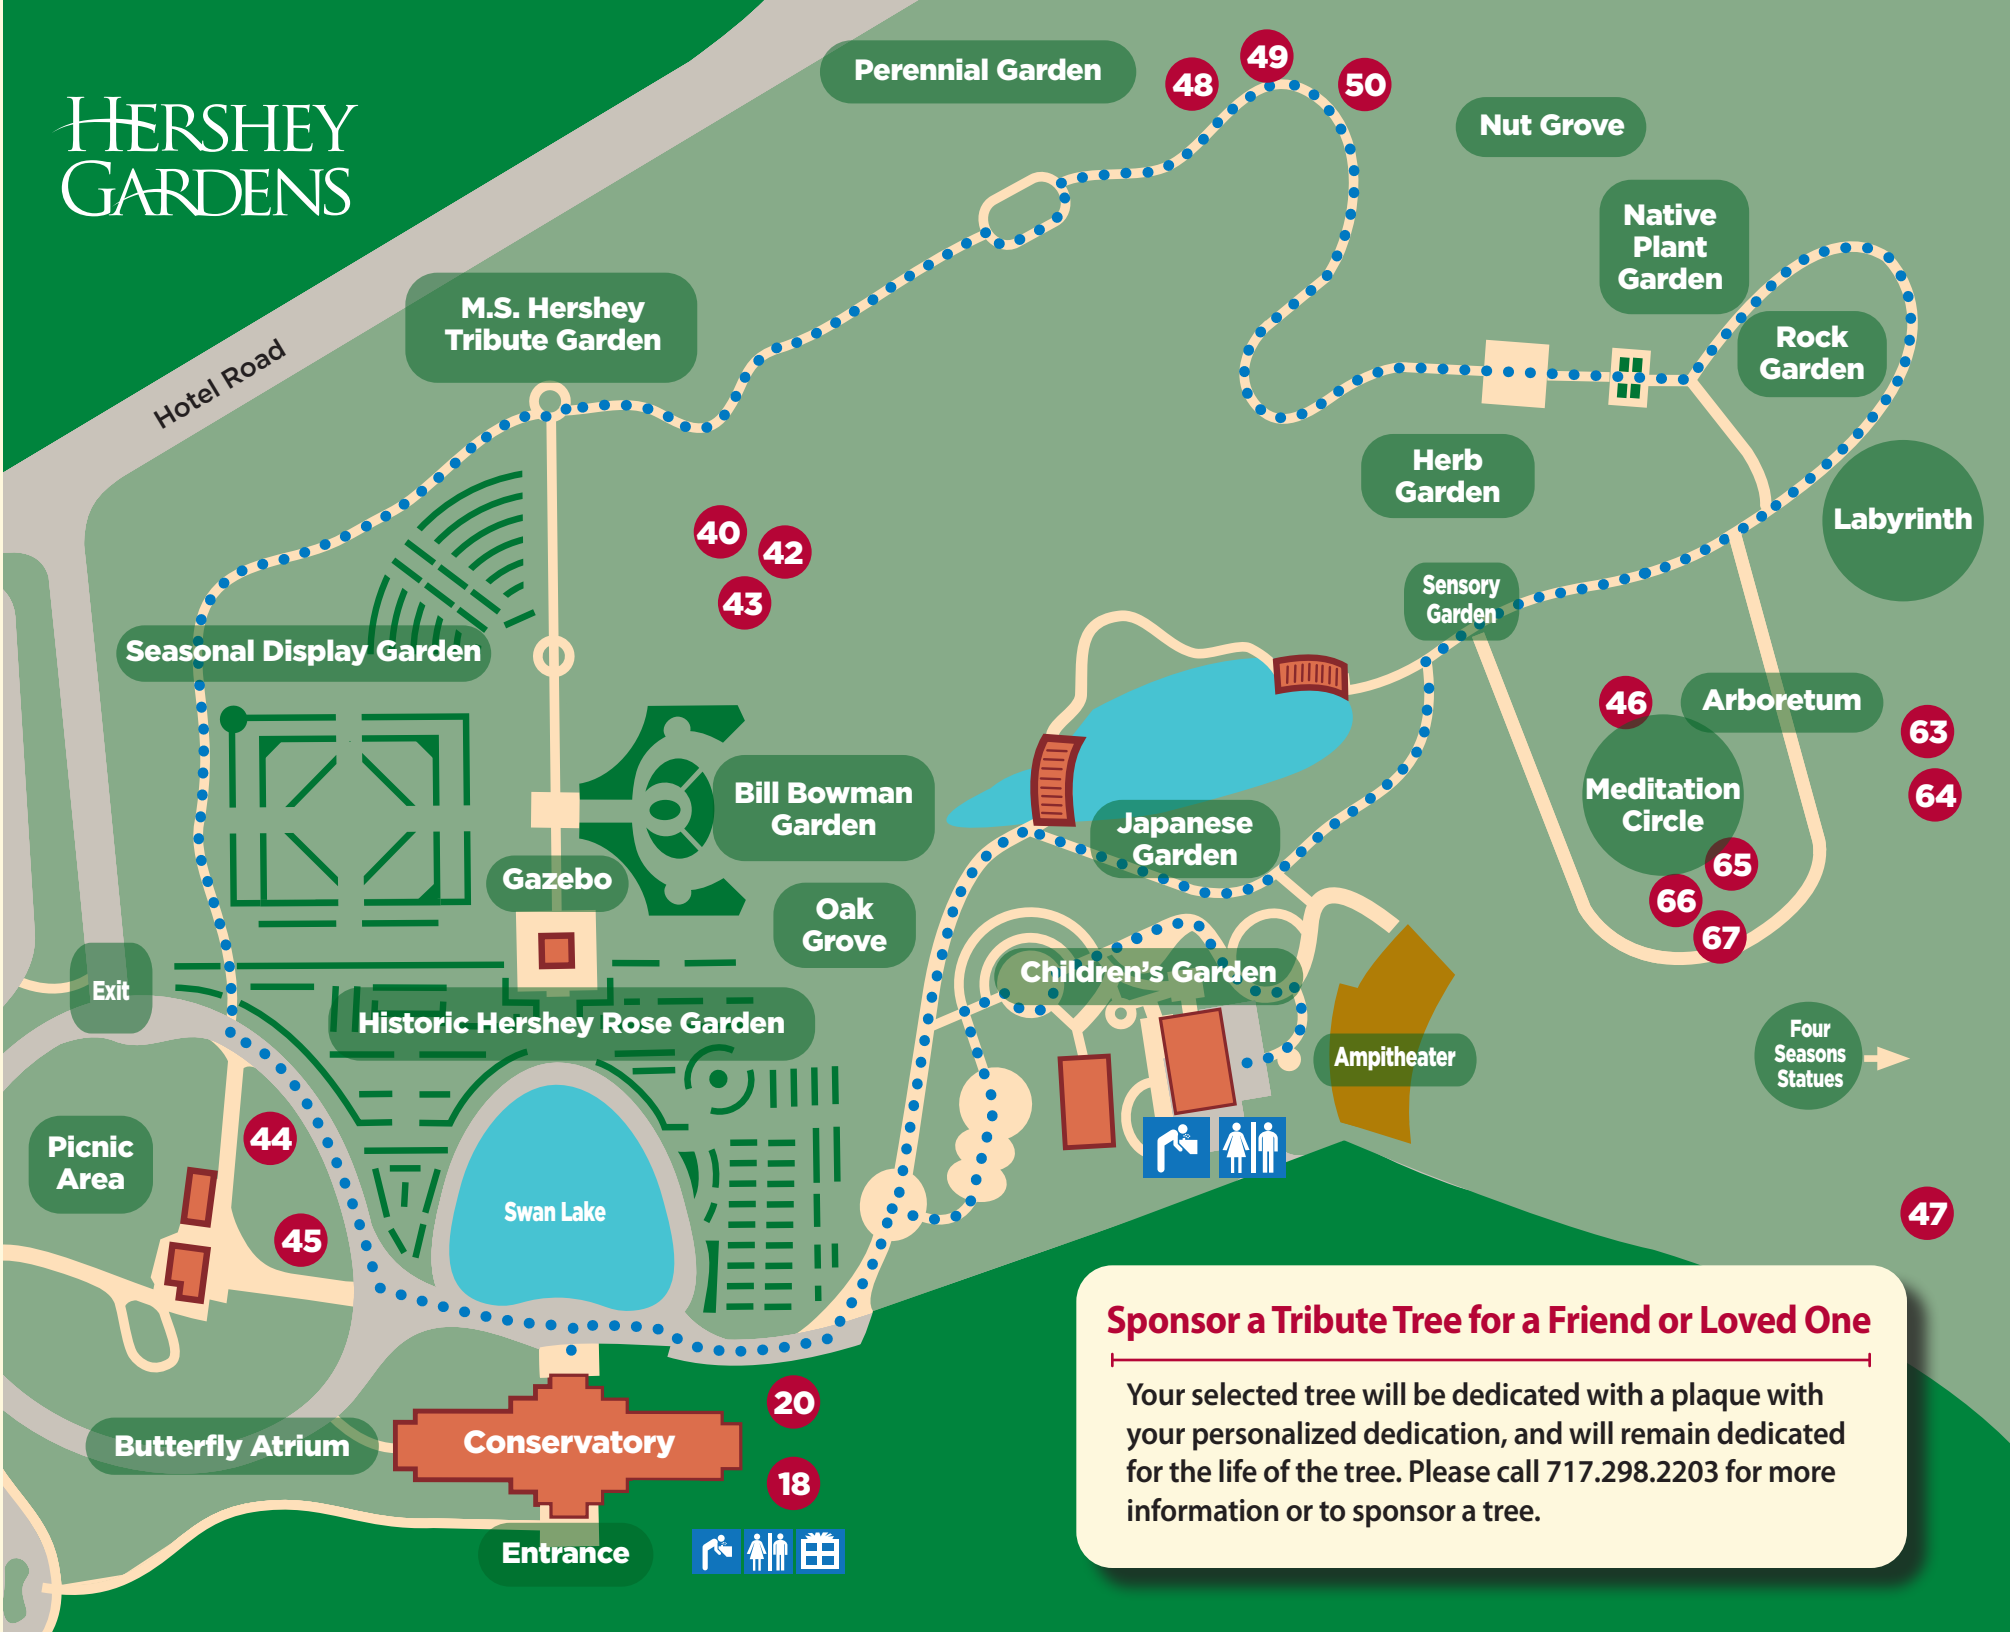 HERSHEY
GARDENS
Perennial Garden
48
49
50
Nut Grove
Native
Plant
Garden
M.S. Hershey
Tribute Garden
Rock
Garden
Hotel Road
Herb
Garden
Labyrinth
40
42
43
Sensory
Garden
Seasonal Display Garden
46
Arboretum
63
64
Bill Bowman
Garden
Meditation
Circle
Japanese
Garden
65
66
67
Gazebo
Oak
Grove
Children's Garden
Exit
Historic Hershey Rose Garden
Ampitheater
Four
Seasons
Statues
Picnic
Area
44
45
Swan Lake
47
Sponsor a Tribute Tree for a Friend or Loved One
Your selected tree will be dedicated with a plaque with
your personalized dedication, and will remain dedicated
for the life of the tree. Please call 717.298.2203 for more
information or to sponsor a tree.
20
Butterfly Atrium
Conservatory
18
Entrance